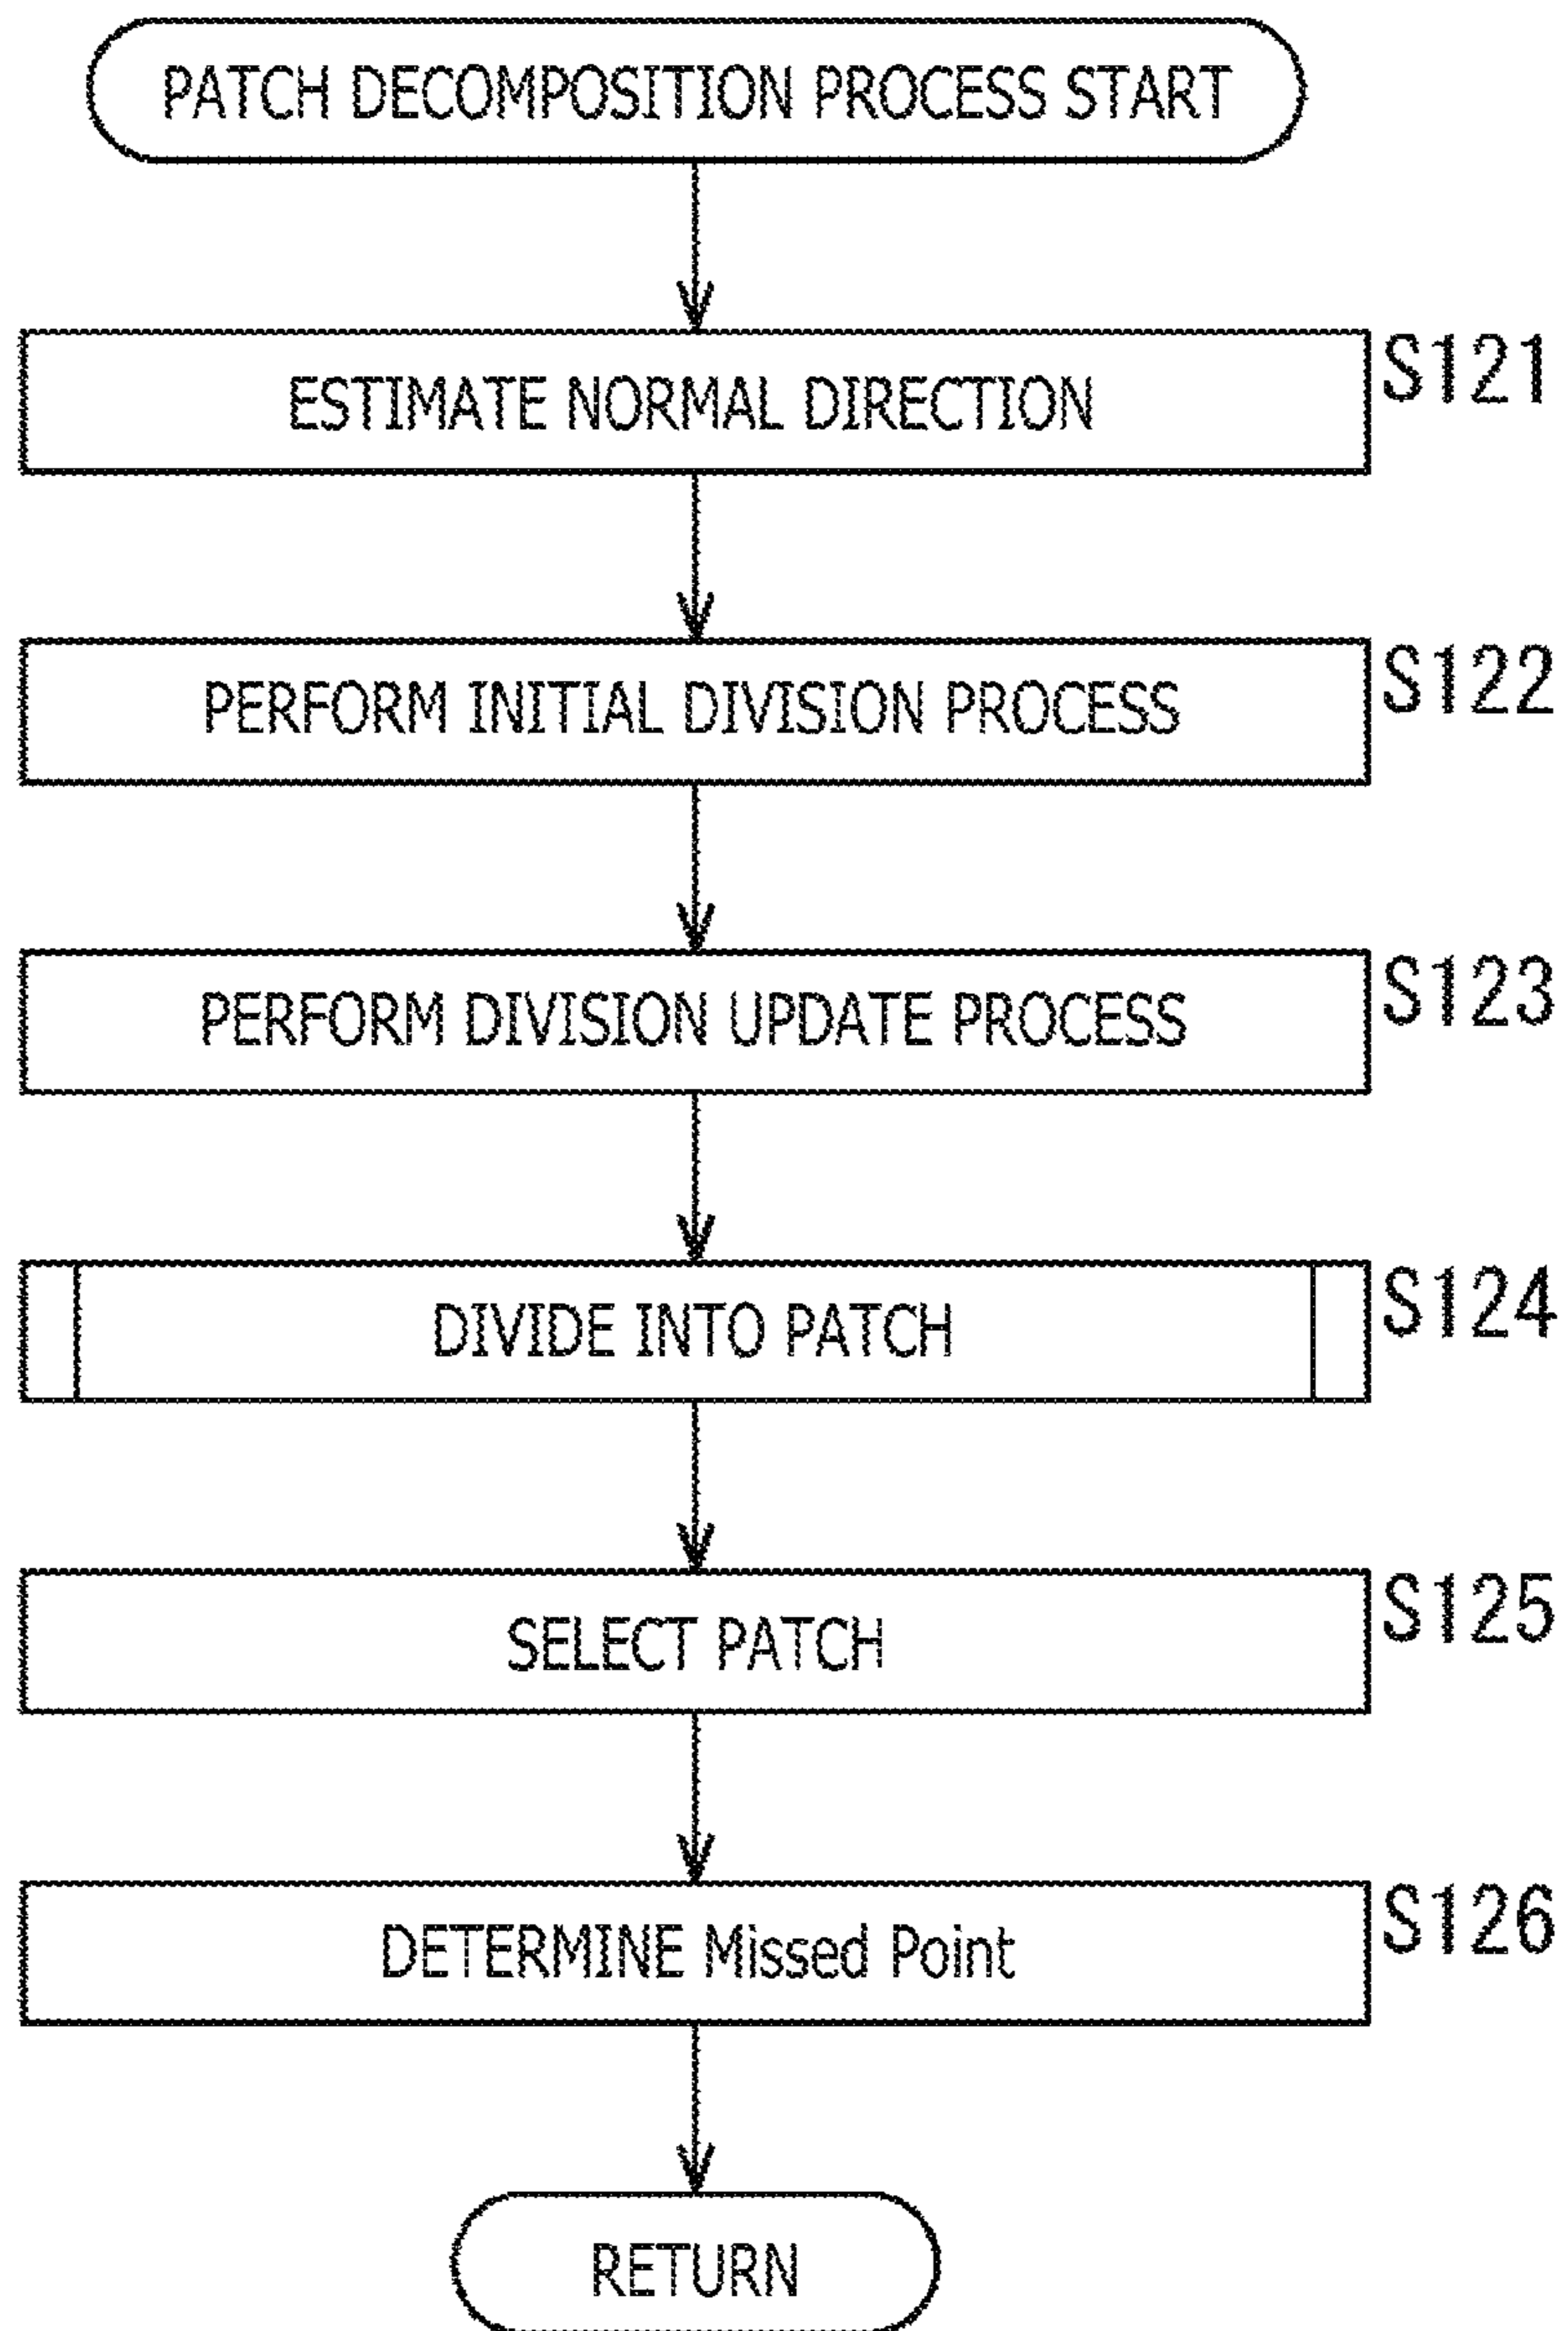 PATCH DECOMPOSITION PROCESS START
ESTIMATE NORMAL DIRECTION
S121
PERFORM INITIAL DIVISION PROCESS
S122
PERFORM DIVISION UPDATE PROCESS
S123
DIVIDE INTO PATCH
S124
SELECT PATCH
S125
DETERMINE Missed Point
S126
RETURN